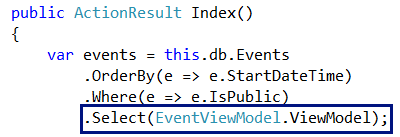 public ActionResult Index()
{
    var events = this.db.Events
        .OrderBy(e => e.StartDateTime)
        .Where(e => e.IsPublic)
        .Select(EventViewModel.ViewModel);